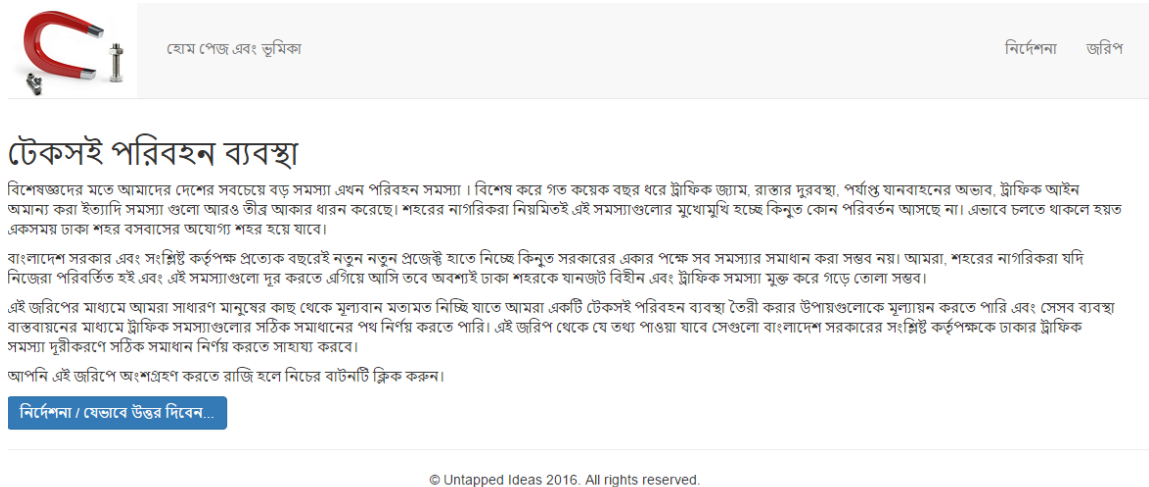 হোম পেজ এবং ভূমিকা
নির্দেশনা
জরিপ
টেকসই পরিবহন ব্যবস্থা
বিশেষজ্ঞদের মতে আমাদের দেশের সবচেয়ে বড় সমস্যা এখন পরিবহন সমস্যা । বিশেষ করে গত কয়েক বছর ধরে ট্রাফিক জ্যাম, রাস্তার দুরবস্থা, পর্যাপ্ত যানবাহনের অভাব, ট্রাফিক আইন
অমান্য করা ইত্যাদি সমস্যা গুলো আরও তীব্র আকার ধারন করেছে। শহরের নাগরিকরা নিয়মিতই এই সমস্যাগুলোর মুখোমুখি হচ্ছে কিনুত কোন পরিবর্তন আসছে না। এভাবে চলতে থাকলে হয়ত
একসময় ঢাকা শহর বসবাসের অযোগ্য শহর হয়ে যাবে।
বাংলাদেশ সরকার এবং সংশ্লিষ্ট কর্তৃপক্ষ প্রত্যেক বছরেই নতুন নতুন প্রজেক্ট হাতে নিচ্ছে কিনুত সরকারের একার পক্ষে সব সমস্যার সমাধান করা সম্ভব নয়। আমরা, শহরের নাগরিকরা যদি
নিজেরা পরিবর্তিত হই এবং এই সমস্যাগুলো দূর করতে এগিয়ে আসি তবে অবশ্যই ঢাকা শহরকে যানজট বিহীন এবং ট্রাফিক সমস্যা মুক্ত করে গড়ে তোলা সম্ভব।
এই জরিপের মাধ্যমে আমরা সাধারণ মানুষের কাছ থেকে মূল্যবান মতামত নিচ্ছি যাতে আমরা একটি টেকসই পরিবহন ব্যবস্থা তৈরী করার উপায়গুলোকে মূল্যায়ন করতে পারি এবং সেসব ব্যবস্থা
বাস্তবায়নের মাধ্যমে ট্রাফিক সমস্যাগুলোর সঠিক সমাধানের পথ নির্ণয় করতে পারি। এই জরিপ থেকে যে তথ্য পাওয়া যাবে সেগুলো বাংলাদেশ সরকারের সংশ্লিষ্ট কর্তৃপক্ষকে ঢাকার ট্রাফিক
সমস্যা দূরীকরণে সঠিক সমাধান নির্ণয় করতে সাহায্য করবে।
আপনি এই জরিপে অংশগ্রহণ করতে রাজি হলে নিচের বাটনটি ক্লিক করুন।
নির্দেশনা / যেভাবে উত্তর দিবেন...
© Untapped Ideas 2016. All rights reserved.